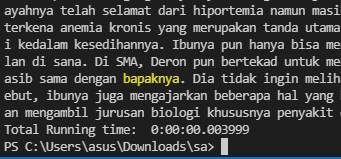 ayahnya telah selamat dari hiportemia namun masi
terkena anemia kronis yang merupakan tanda utama
i kedalam kesedihannya. Ibunya pun hanya bisa me
lan di sana. Di SMA, Deron pun bertekad untuk me
asib sama dengan bapaknya. Dia tidak ingin melih
ebut, ibunya juga mengajarkan beberapa hal yang
an mengambil jurusan biologi khususnya penyakit
Total Running time:  0:00:00.003999
PS C:\Users\asus\Downloads\sa>